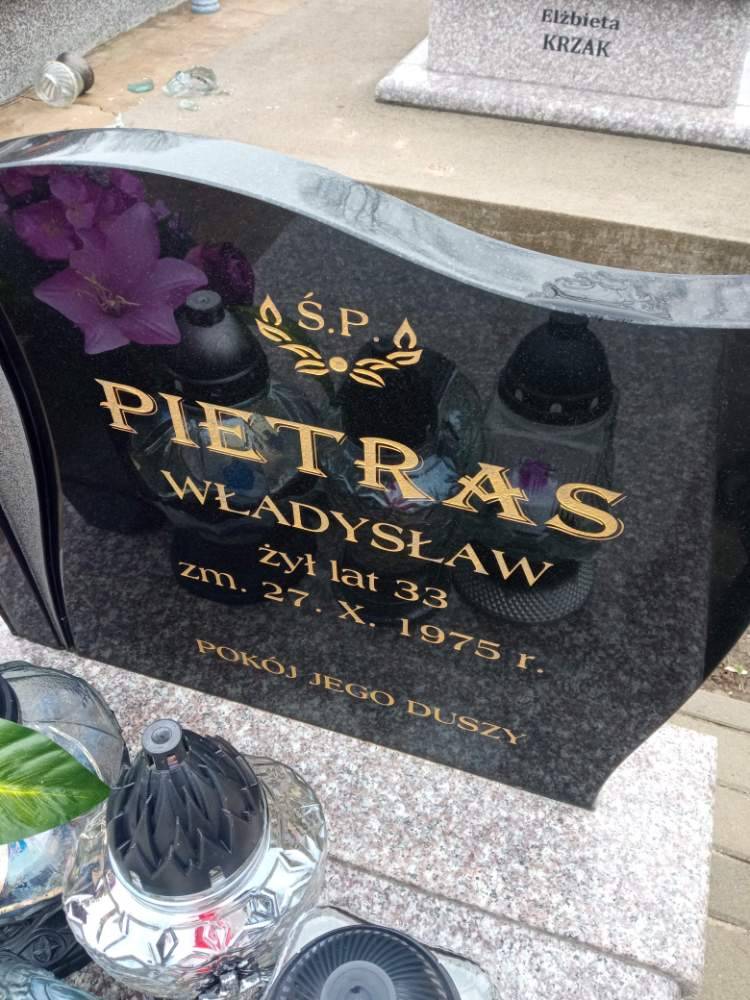 Elżbieta
KRZAK
Ś.P.
PIETRAS
WŁADYSŁAW
żył lat 33
zm. 27. X. 1975 r.
POKÓJ JEGO DUSZY